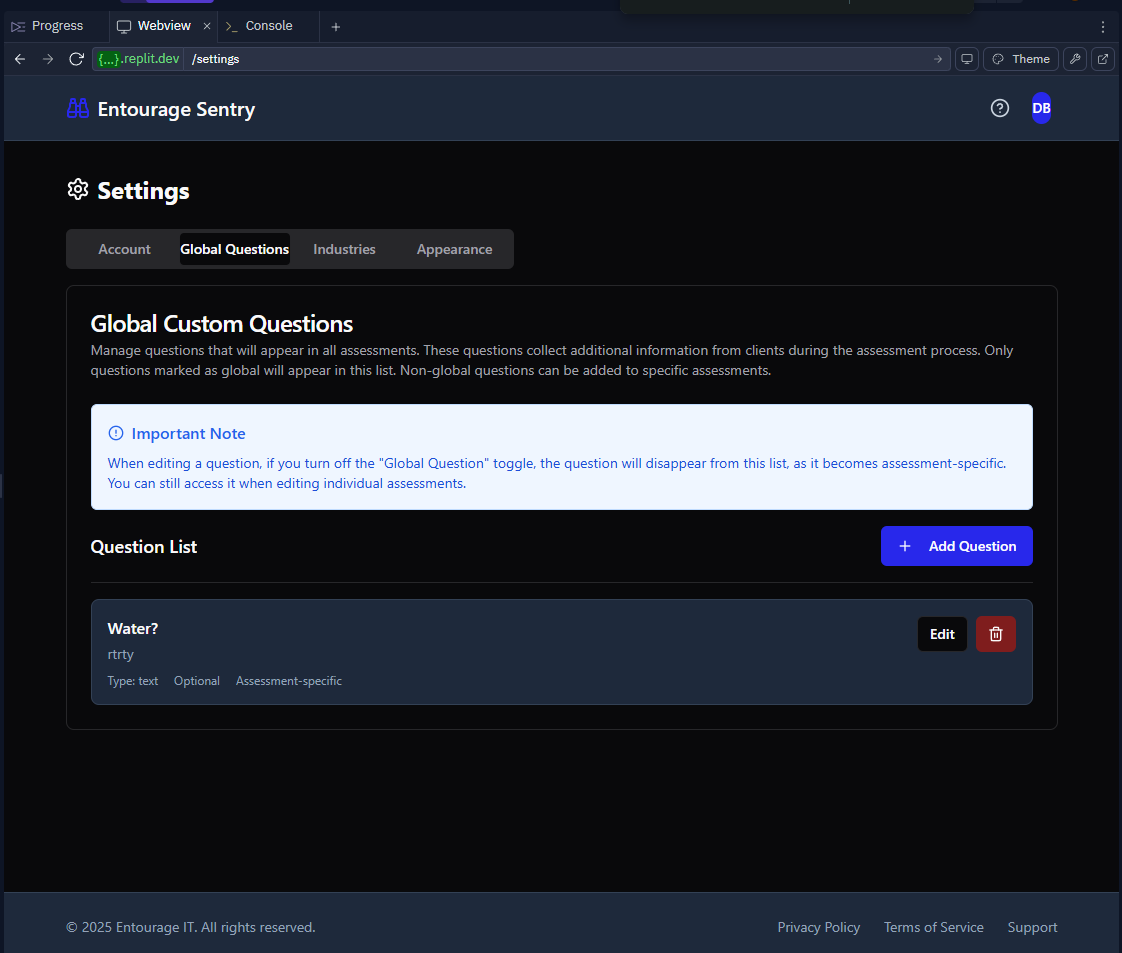 Progress
Webview
Console
{...}.replit.dev /settings
Theme
Entourage Sentry
DB
Settings
Account
Global Questions
Industries
Appearance
Global Custom Questions
Manage questions that will appear in all assessments. These questions collect additional information from clients during the assessment process. Only
questions marked as global will appear in this list. Non-global questions can be added to specific assessments.
Important Note
When editing a question, if you turn off the "Global Question" toggle, the question will disappear from this list, as it becomes assessment-specific.
You can still access it when editing individual assessments.
Question List
+ Add Question
Water?
Edit
rtrty
Type: text Optional Assessment-specific
© 2025 Entourage IT. All rights reserved.
Privacy Policy
Terms of Service
Support